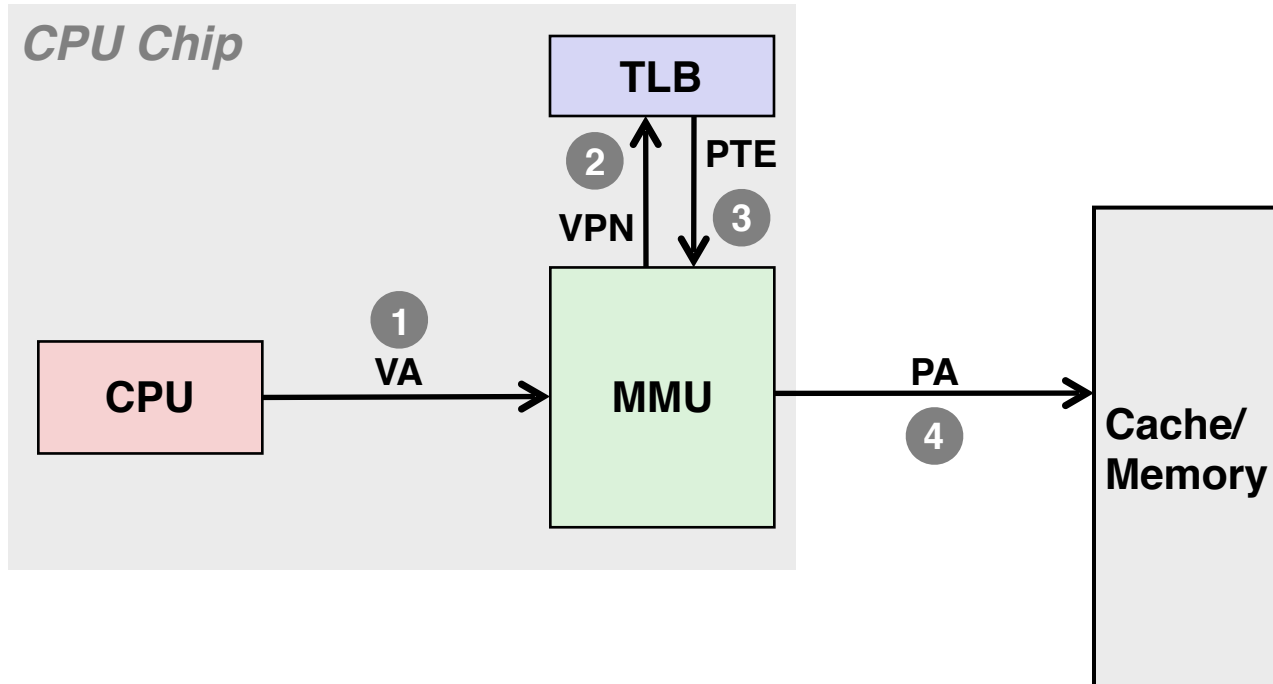 CPU Chip
TLB
2
PTE
VPN
3
1
VA
CPU
MMU
PA
4
Cache/
Memory